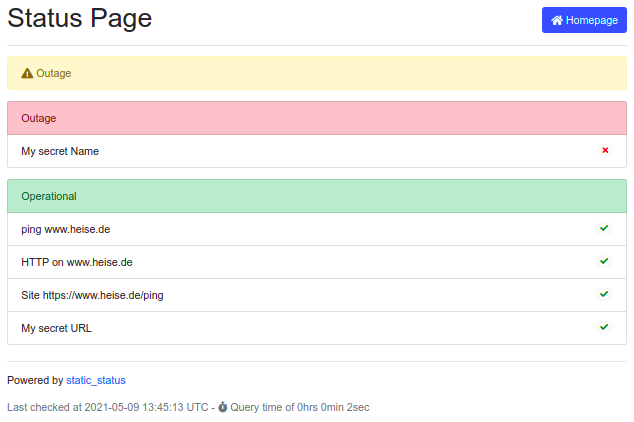 Status Page
Homepage
Outage
Outage
My secret Name
Operational
ping www.heise.de
HTTP on www.heise.de
Site https://www.heise.de/ping
My secret URL
Powered by static_status
Last checked at 2021-05-09 13:45:13 UTC - Query time of 0hrs 0min 2sec